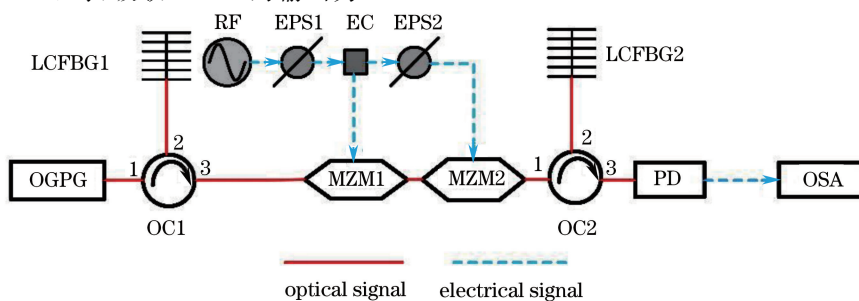 RF EPS1 EC EPS2
LCFBG1
LCFBG2
2
2
1 3
1 3
OGPG
MZM1
MZM2
PD
OSA
OC1
OC2
optical signal
electrical signal